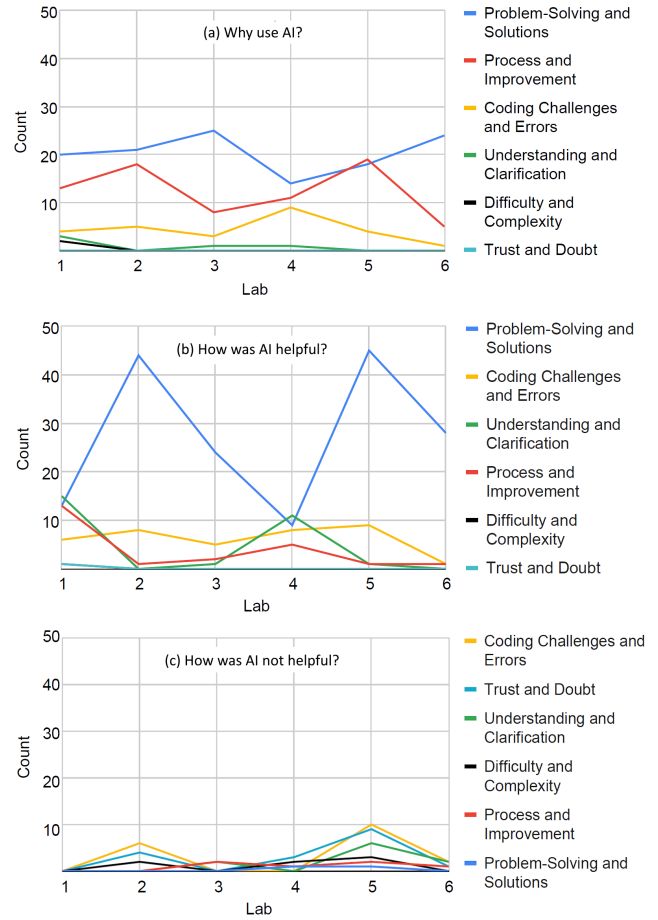 (a) Why use AI?
50
40
30
20
10
Count
1 2 3 4 5 6
Lab
Problem-Solving and
Solutions
Process and
Improvement
Coding Challenges
and Errors
Understanding and
Clarification
Difficulty and
Complexity
Trust and Doubt
(b) How was AI helpful?
50
40
30
20
10
Count
1 2 3 4 5 6
Lab
Problem-Solving and
Solutions
Coding Challenges
and Errors
Understanding and
Clarification
Process and
Improvement
Difficulty and
Complexity
Trust and Doubt
(c) How was AI not helpful?
50
40
30
20
10
Count
1 2 3 4 5 6
Lab
Coding Challenges and
Errors
Trust and Doubt
Understanding and
Clarification
Difficulty and
Complexity
Process and
Improvement
Problem-Solving and
Solutions